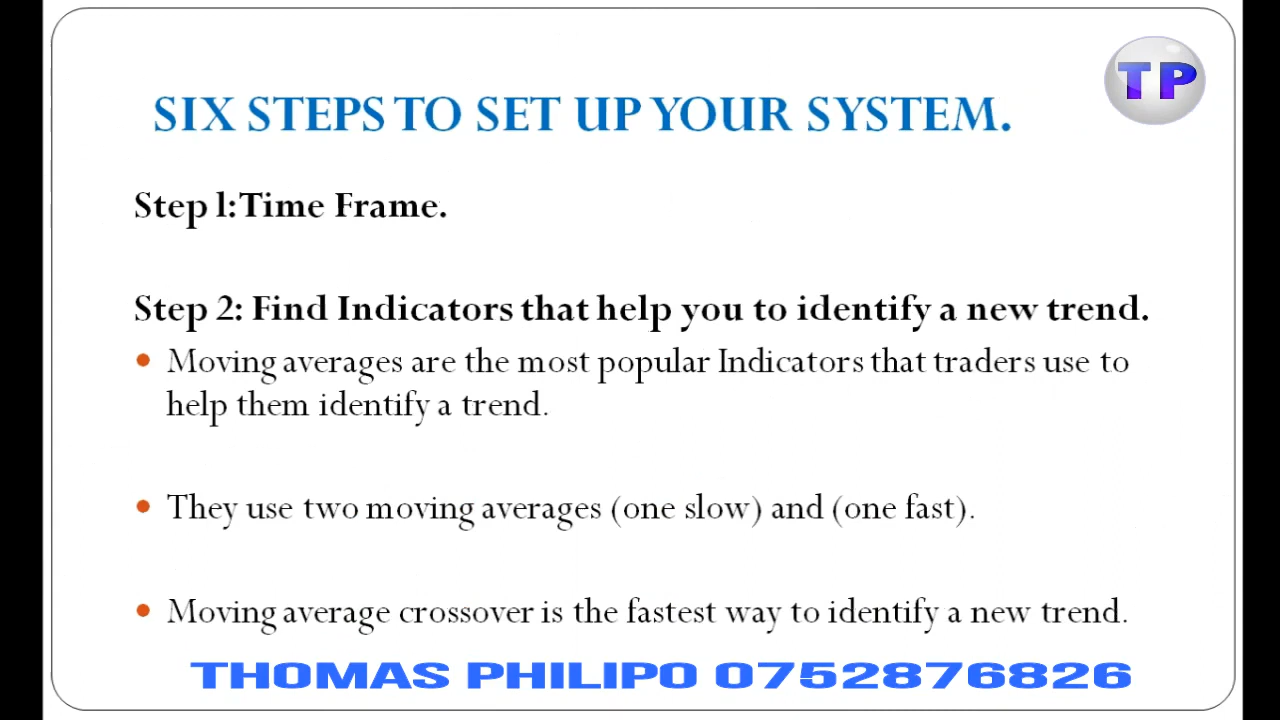 TP
SIX STEPS TO SET UP YOUR SYSTEM.
Step 1:Time Frame.
Step 2: Find Indicators that help you to identify a new trend.
• Moving averages are the most popular Indicators that traders use to
help them identify a trend.
• They use two moving averages (one slow) and (one fast).
• Moving average crossover is the fastest way to identify a new trend.
THOMAS PHILIPO 0752876826